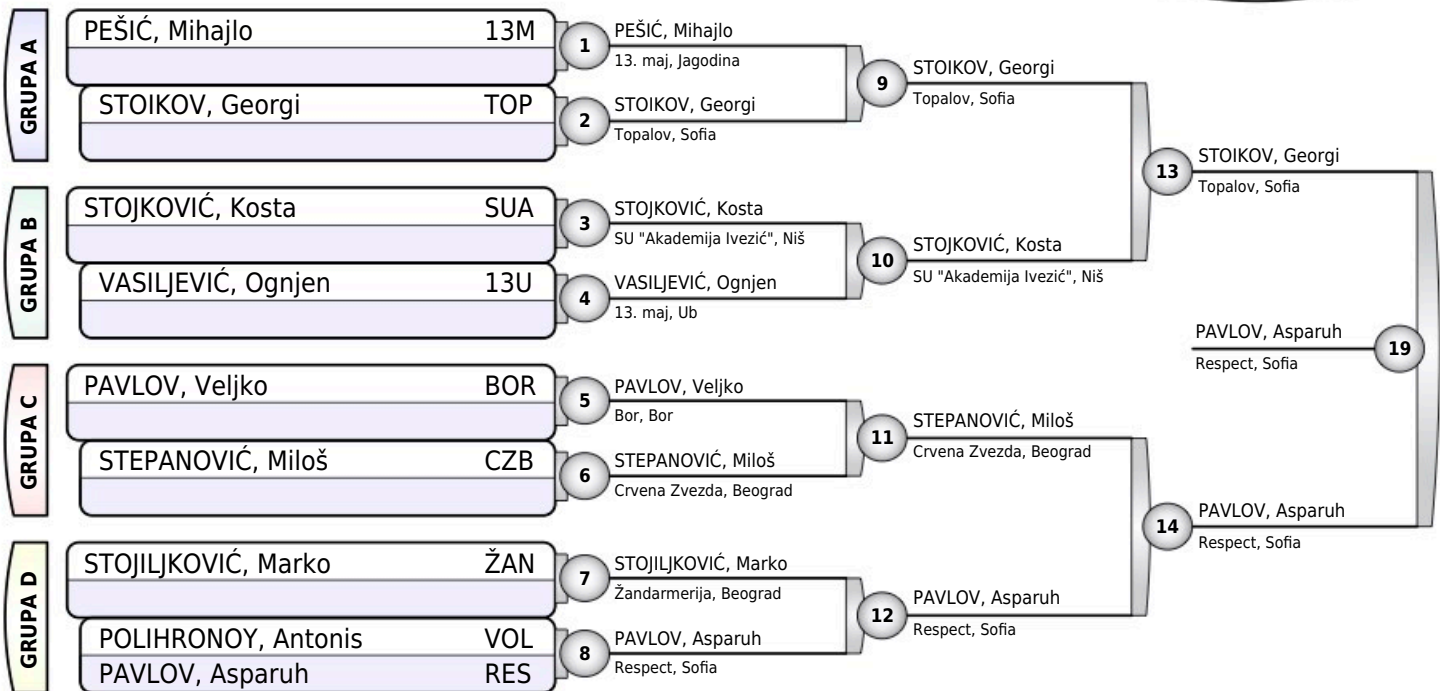 GRUPA A
PEŠIĆ, Mihajlo 13M
STOIKOV, Georgi TOP
1
PEŠIĆ, Mihajlo
13. maj, Jagodina
2
STOIKOV, Georgi
Topalov, Sofia
9
STOIKOV, Georgi
Topalov, Sofia
GRUPA B
STOJKOVIĆ, Kosta SUA
VASILJEVIĆ, Ognjen 13U
3
STOJKOVIĆ, Kosta
SU "Akademija Ivezić", Niš
4
VASILJEVIĆ, Ognjen
13. maj, Ub
10
STOJKOVIĆ, Kosta
SU "Akademija Ivezić", Niš
13
STOIKOV, Georgi
Topalov, Sofia
GRUPA C
PAVLOV, Veljko BOR
STEPANOVIĆ, Miloš CZB
5
PAVLOV, Veljko
Bor, Bor
6
STEPANOVIĆ, Miloš
Crvena Zvezda, Beograd
11
STEPANOVIĆ, Miloš
Crvena Zvezda, Beograd
GRUPA D
STOJILJKOVIĆ, Marko ŽAN
POLIHRONOY, Antonis VOL
PAVLOV, Asparuh RES
7
STOJILJKOVIĆ, Marko
Žandarmerija, Beograd
8
PAVLOV, Asparuh
Respect, Sofia
12
PAVLOV, Asparuh
Respect, Sofia
14
PAVLOV, Asparuh
Respect, Sofia
PAVLOV, Asparuh
Respect, Sofia
19